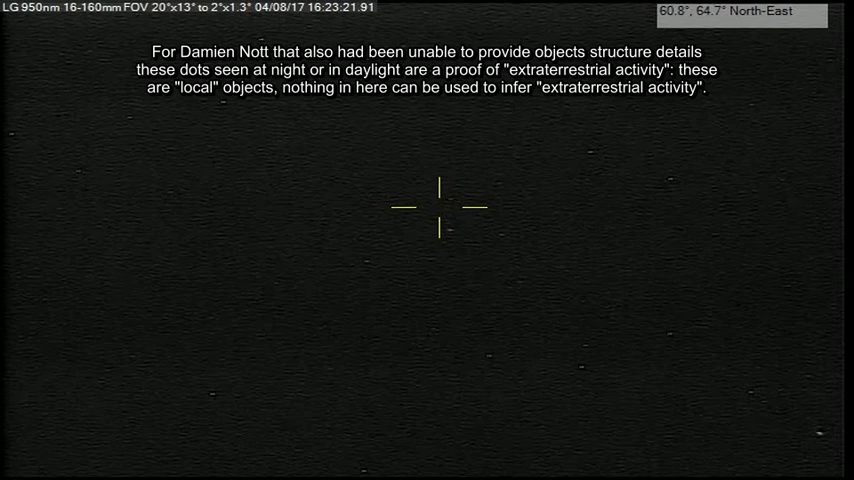 LG 950nm 16-160mm FOV 20°x13° to 2°x1.3° 04/08/17 16:23:21.91
60.8°, 64.7° North-East
For Damien Nott that also had been unable to provide objects structure details
these dots seen at night or in daylight are a proof of "extraterrestrial activity": these
are "local" objects, nothing in here can be used to infer "extraterrestrial activity".